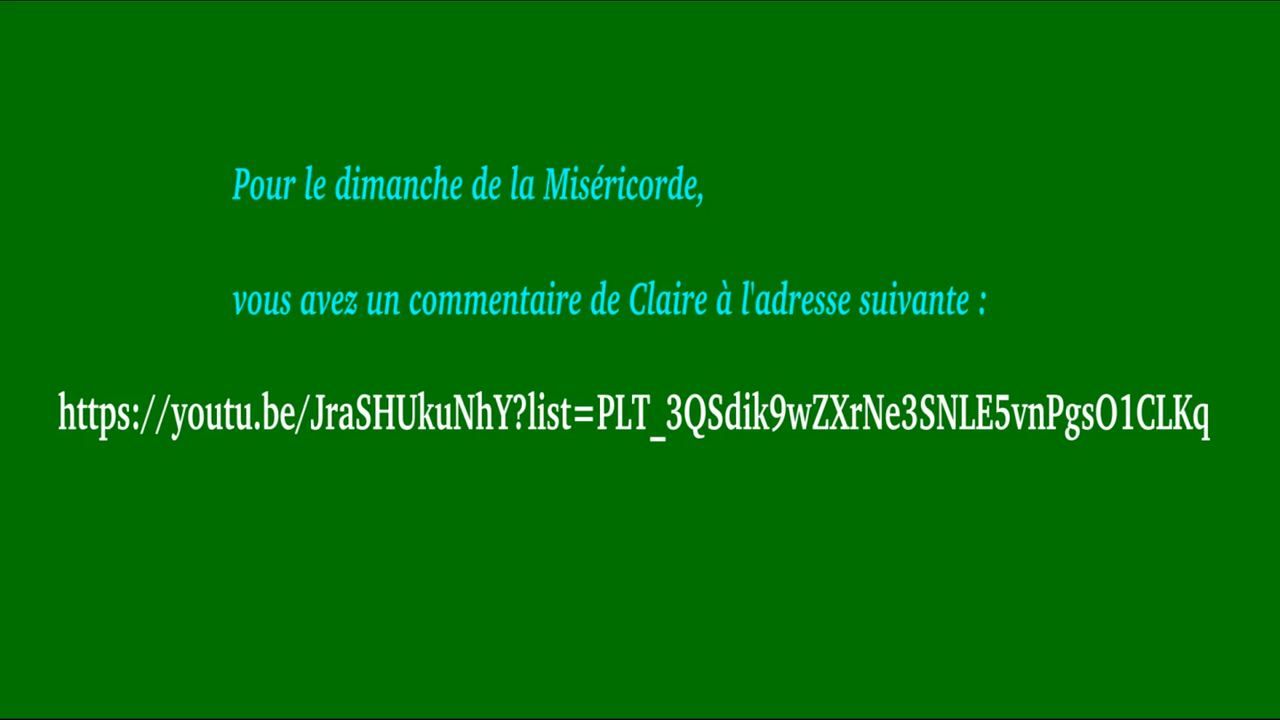 Pour le dimanche de la Miséricorde,
vous avez un commentaire de Claire à l'adresse suivante :
https://youtu.be/JraSHUkuNhY?list=PLT_3QSdik9wZXrNe3SNLE5vnPgsO1CLKq